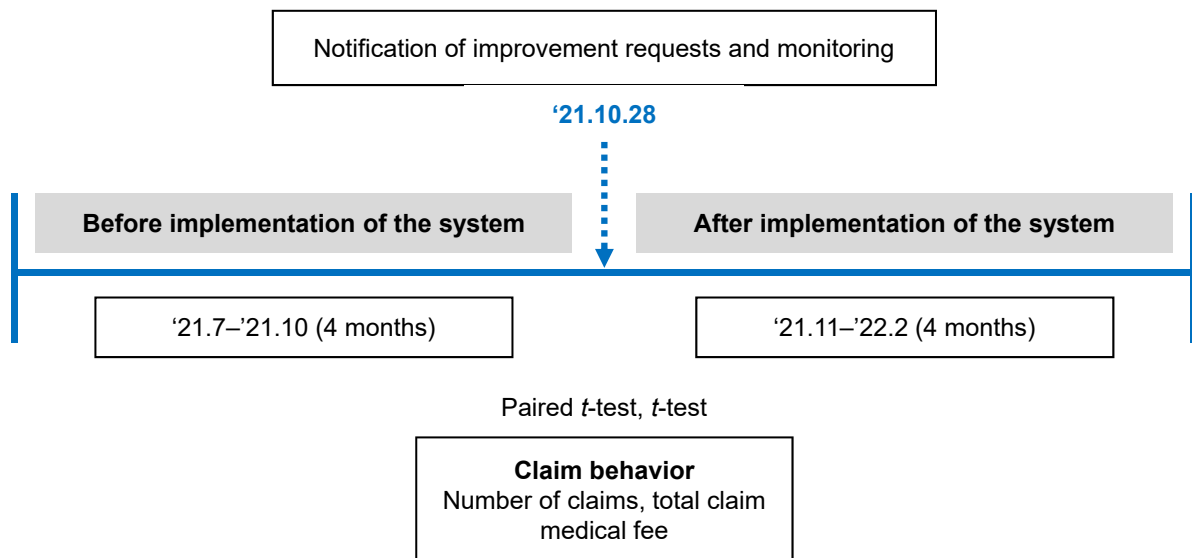 Notification of improvement requests and monitoring
‘21.10.28
Before implementation of the system
After implementation of the system
‘21.7–’21.10 (4 months)
‘21.11–’22.2 (4 months)
Paired t-test, t-test
Claim behavior
Number of claims, total claim
medical fee